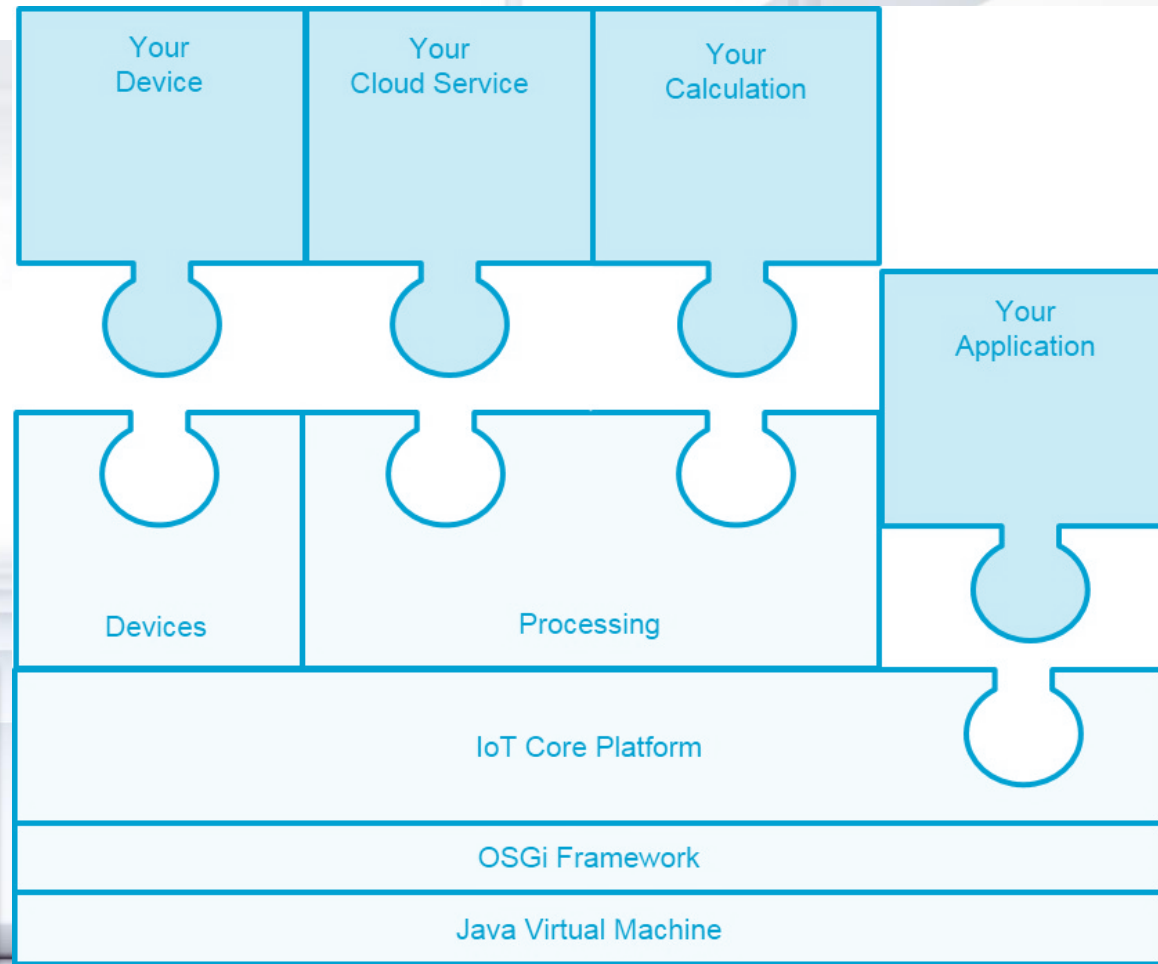 Your
Device
Your
Cloud Service
Your
Calculation
Your
Application
Devices
Processing
IoT Core Platform
OSGi Framework
Java Virtual Machine